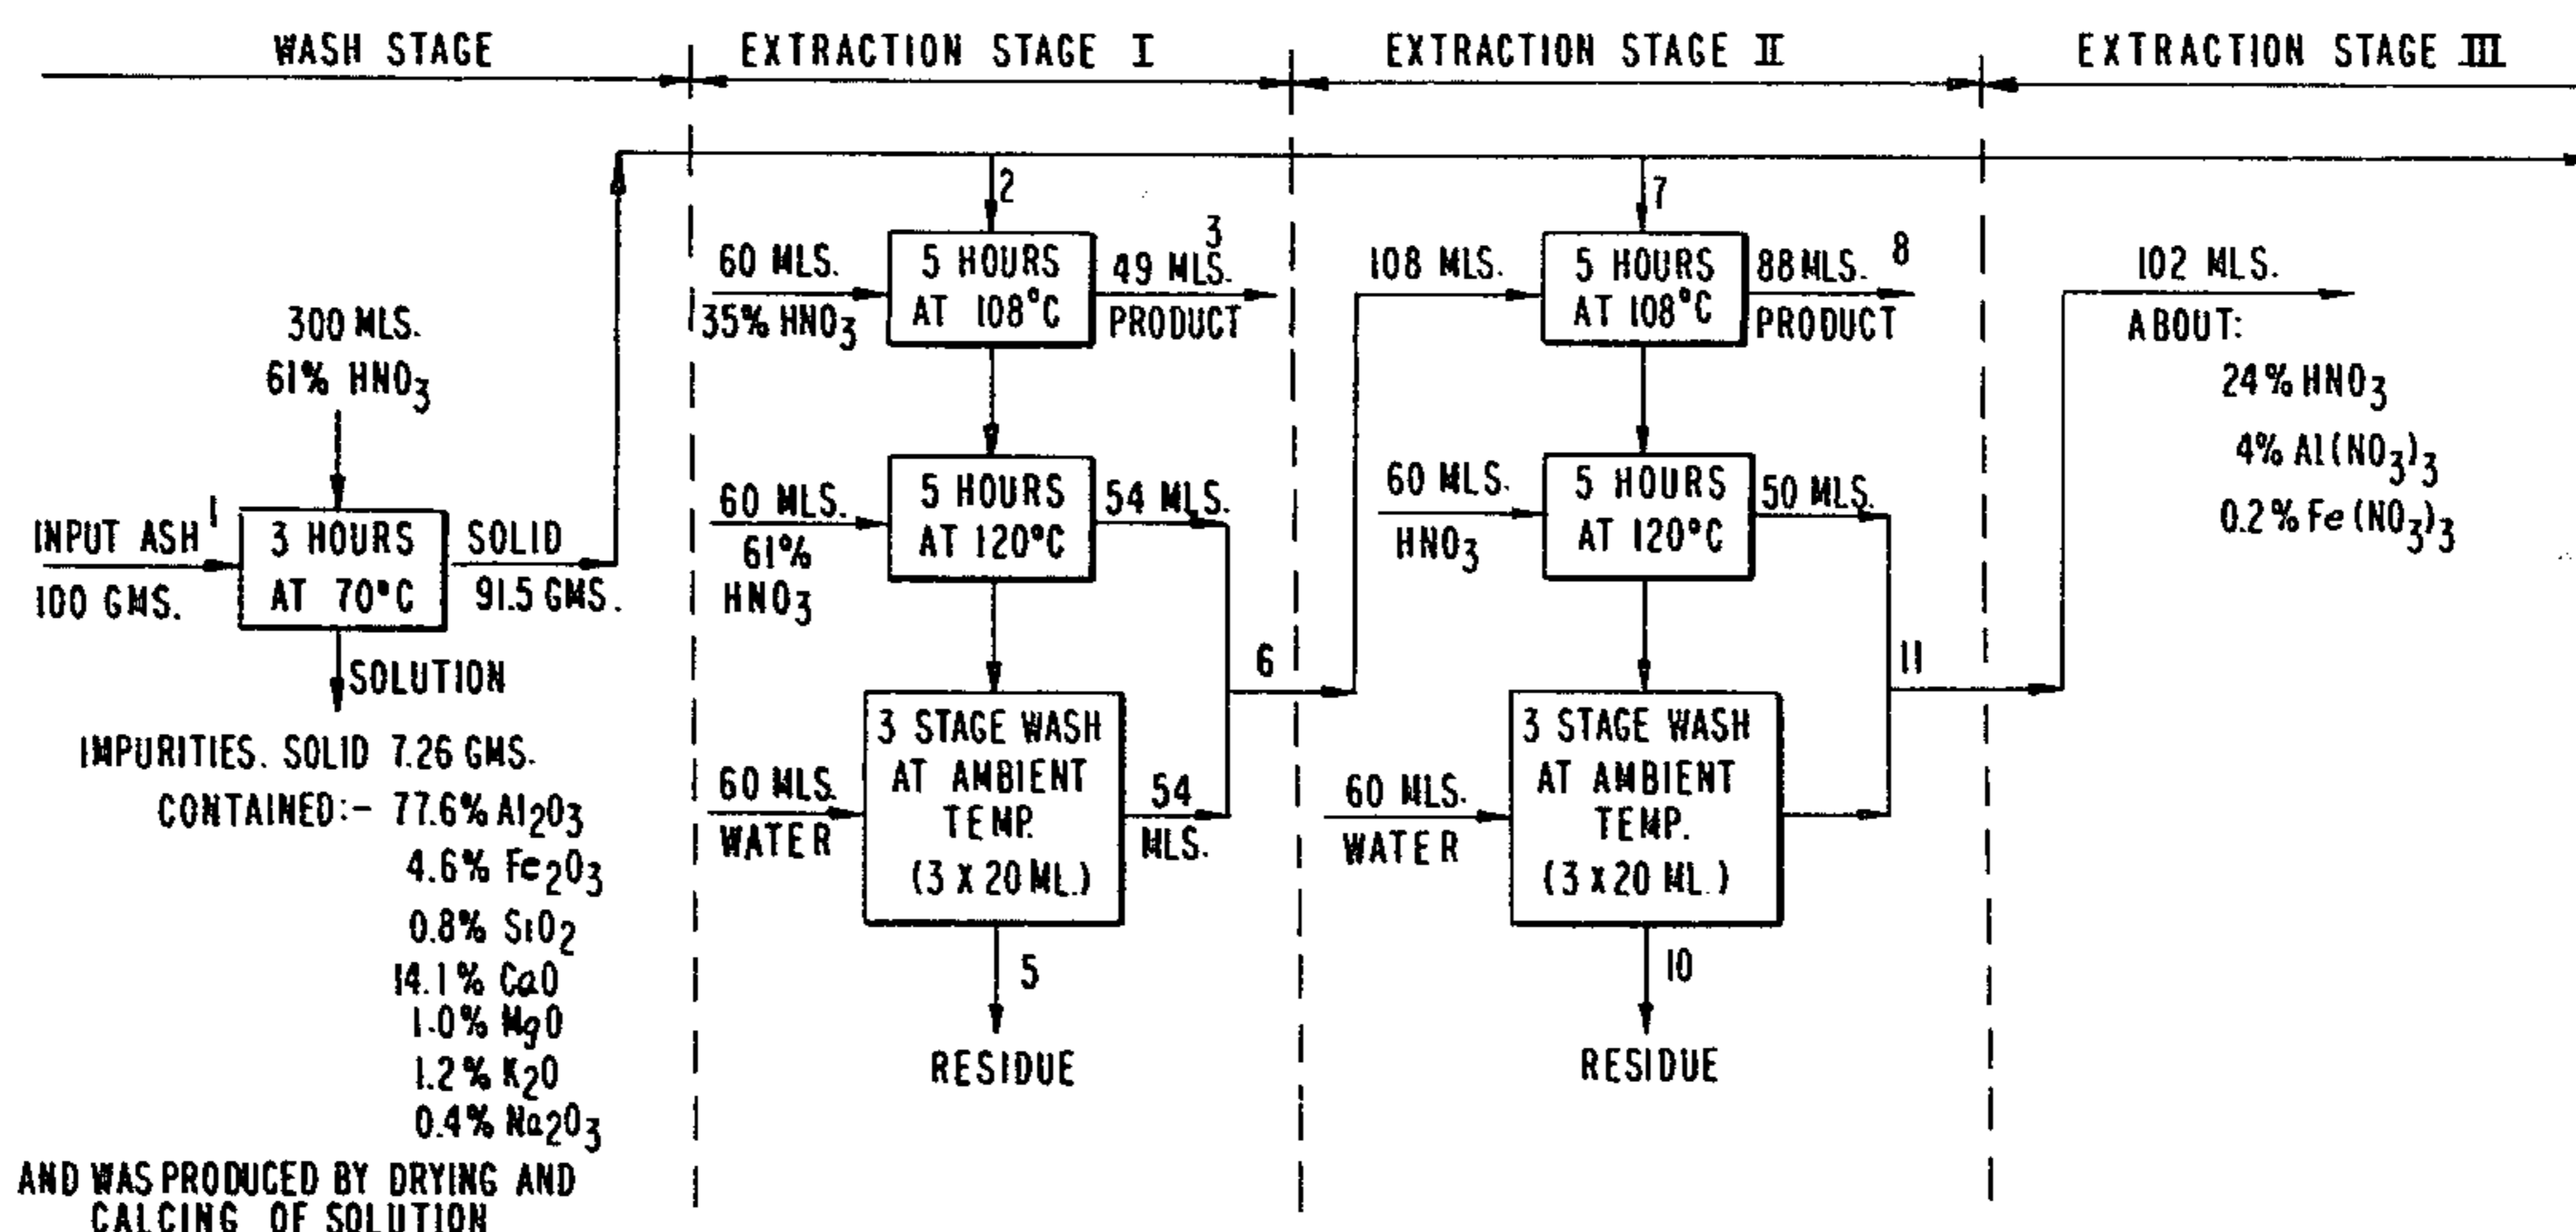 WASH STAGE
EXTRACTION STAGE I
EXTRACTION STAGE II
EXTRACTION STAGE III
300 MLS.
61% HNO3
INPUT ASH 1
100 GMS.
3 HOURS
AT 70°C
SOLID
91.5 GMS.
SOLUTION
IMPURITIES. SOLID 7.26 GMS.
CONTAINED:- 77.6% Al2O3
4.6% Fe2O3
0.8% SiO2
14.1% CaO
1.0% MgO
1.2% K2O
0.4% Na2O3
AND WAS PRODUCED BY DRYING AND
CALCING OF SOLUTION
2
60 MLS.
35% HNO3
5 HOURS
AT 108°C
3
49 MLS.
PRODUCT
60 MLS.
61%
HNO3
5 HOURS
AT 120°C
54 MLS.
60 MLS.
WATER
3 STAGE WASH
AT AMBIENT
TEMP.
(3 X 20 ML.)
54
MLS.
6
5
RESIDUE
7
108 MLS.
5 HOURS
AT 108°C
88 MLS. 8
PRODUCT
60 MLS.
HNO3
5 HOURS
AT 120°C
50 MLS.
60 MLS.
WATER
3 STAGE WASH
AT AMBIENT
TEMP.
(3 X 20 ML.)
11
10
RESIDUE
102 MLS.
ABOUT:
24% HNO3
4% Al(NO3)3
0.2% Fe(NO3)3